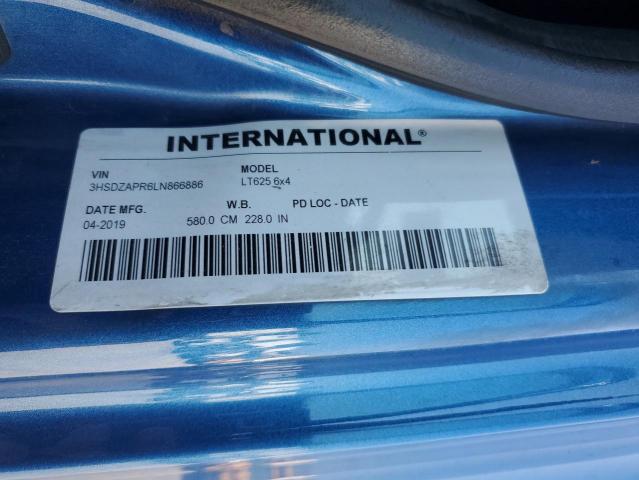 INTERNATIONAL®
VIN MODEL
3HSDZAPR6LN866886 LT625 6x4
DATE MFG. W.B. PD LOC - DATE
04-2019 580.0 CM 228.0 IN